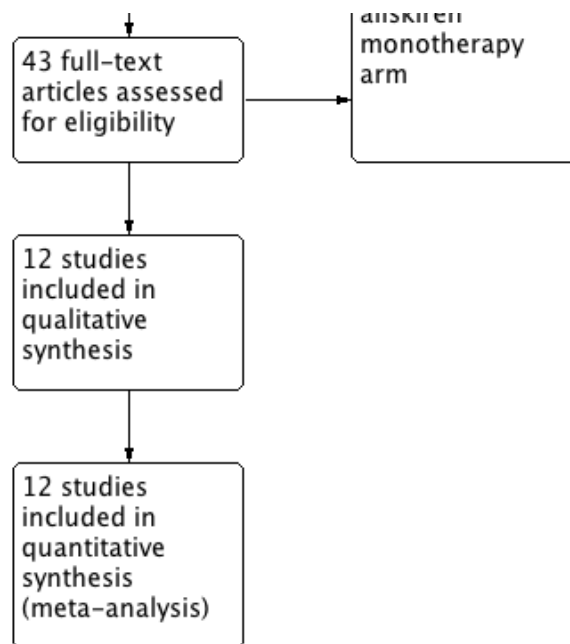 43 full-text
articles assessed
for eligibility
aliskiren
monotherapy
arm
12 studies
included in
qualitative
synthesis
12 studies
included in
quantitative
synthesis
(meta-analysis)